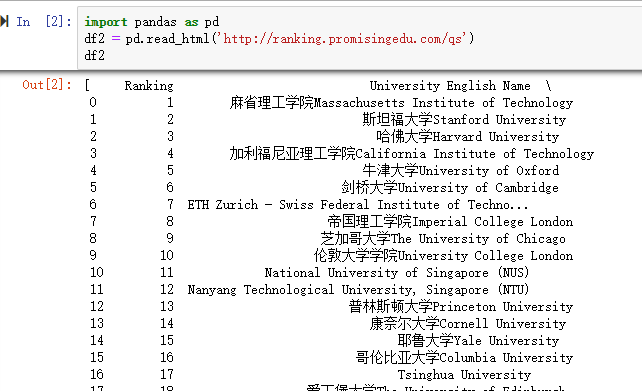 In [2]: import pandas as pd
df2 = pd.read_html('http://ranking.promisingedu.com/qs')
df2
Out[2]: [ Ranking University English Name \
0 1 麻省理工学院Massachusetts Institute of Technology
1 2 斯坦福大学Stanford University
2 3 哈佛大学Harvard University
3 4 加利福尼亚理工学院California Institute of Technology
4 5 牛津大学University of Oxford
5 6 剑桥大学University of Cambridge
6 7 ETH Zurich - Swiss Federal Institute of Techno...
7 8 帝国理工学院Imperial College London
8 9 芝加哥大学The University of Chicago
9 10 伦敦大学学院University College London
10 11 National University of Singapore (NUS)
11 12 Nanyang Technological University, Singapore (NTU)
12 13 普林斯顿大学Princeton University
13 14 康奈尔大学Cornell University
14 15 耶鲁大学Yale University
15 16 哥伦比亚大学Columbia University
16 17 Tsinghua University
17 18 爱丁堡大学The University of Edinburgh